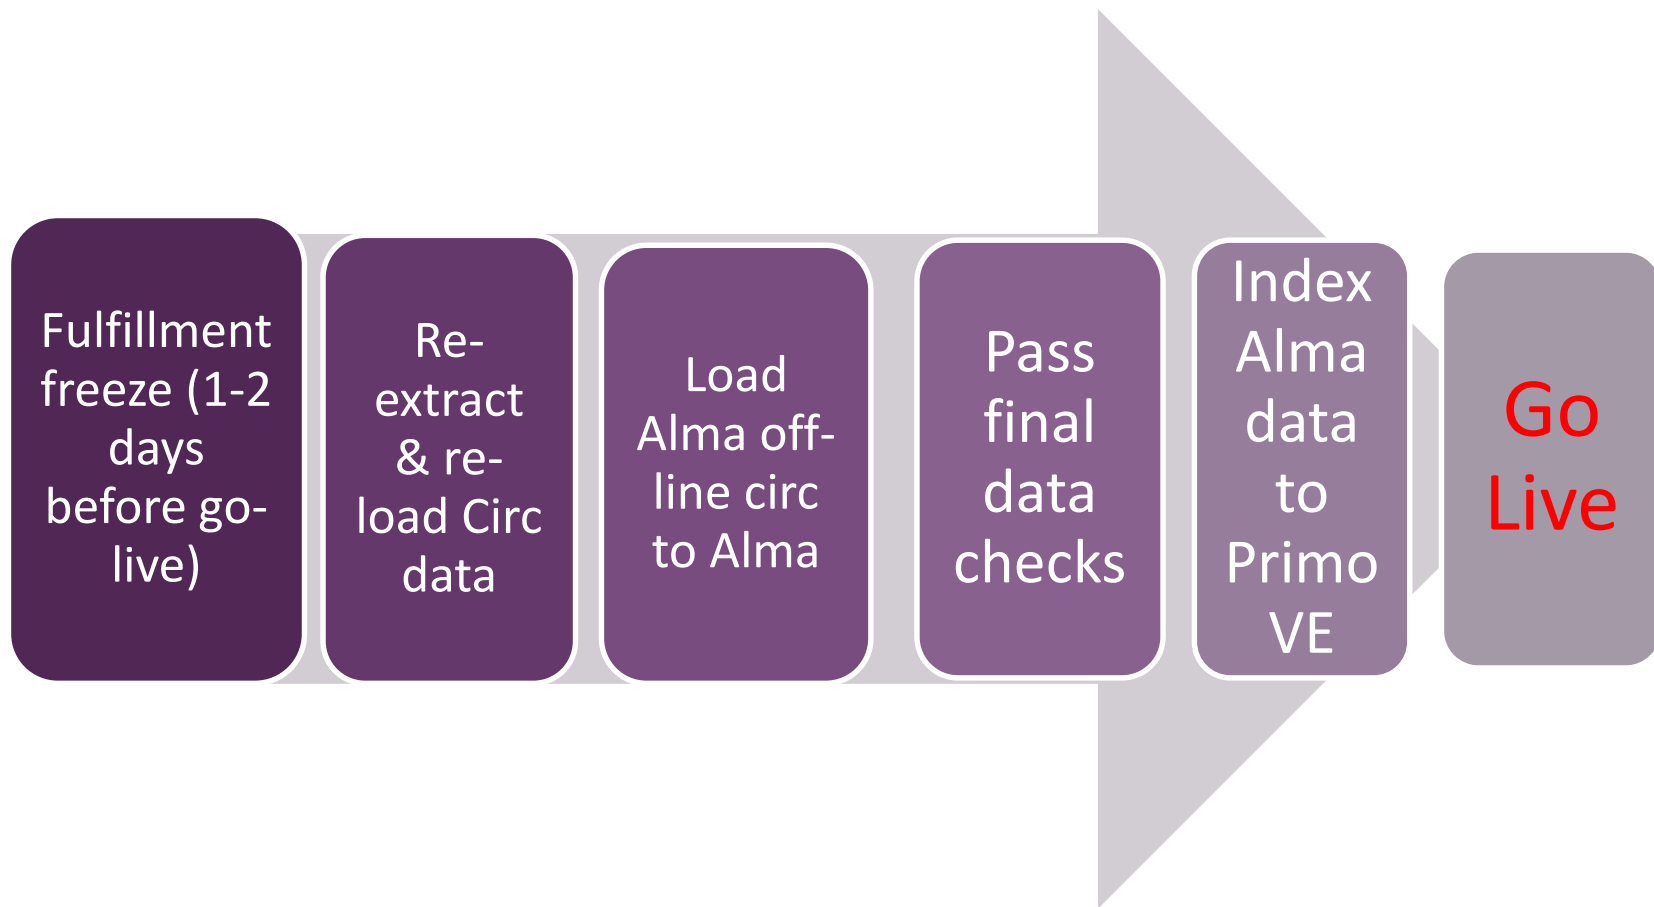 Fulfillment
freeze (1-2
days
before go-
live)
Re-
extract
& re-
load Circ
data
Load
Alma off-
line circ
to Alma
Pass
final
data
checks
Index
Alma
data
to
Primo
VE
Go
Live